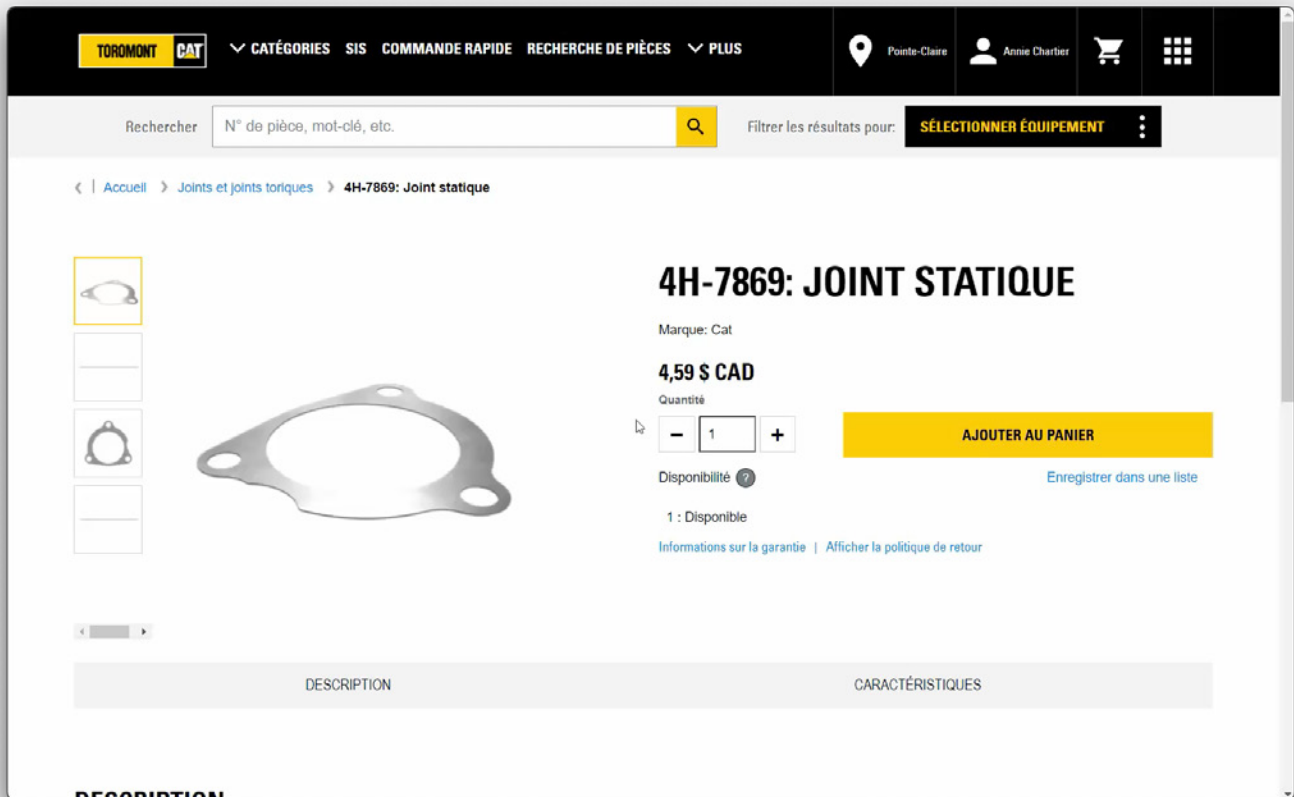 TOROMONT CAT
CATÉGORIES SIS COMMANDE RAPIDE RECHERCHE DE PIÈCES PLUS
Pointe-Claire
Annie Chartier
Rechercher
N° de pièce, mot-clé, etc.
Filtrer les résultats pour:
SÉLECTIONNER ÉQUIPEMENT
Accueil
Joints et joints toriques
4H-7869: Joint statique
4H-7869: JOINT STATIQUE
Marque: Cat
4,59 $ CAD
Quantité
− 1 +
AJOUTER AU PANIER
Disponibilité ?
Enregistrer dans une liste
1 : Disponible
Informations sur la garantie | Afficher la politique de retour
DESCRIPTION
CARACTÉRISTIQUES
DESCRIPTION